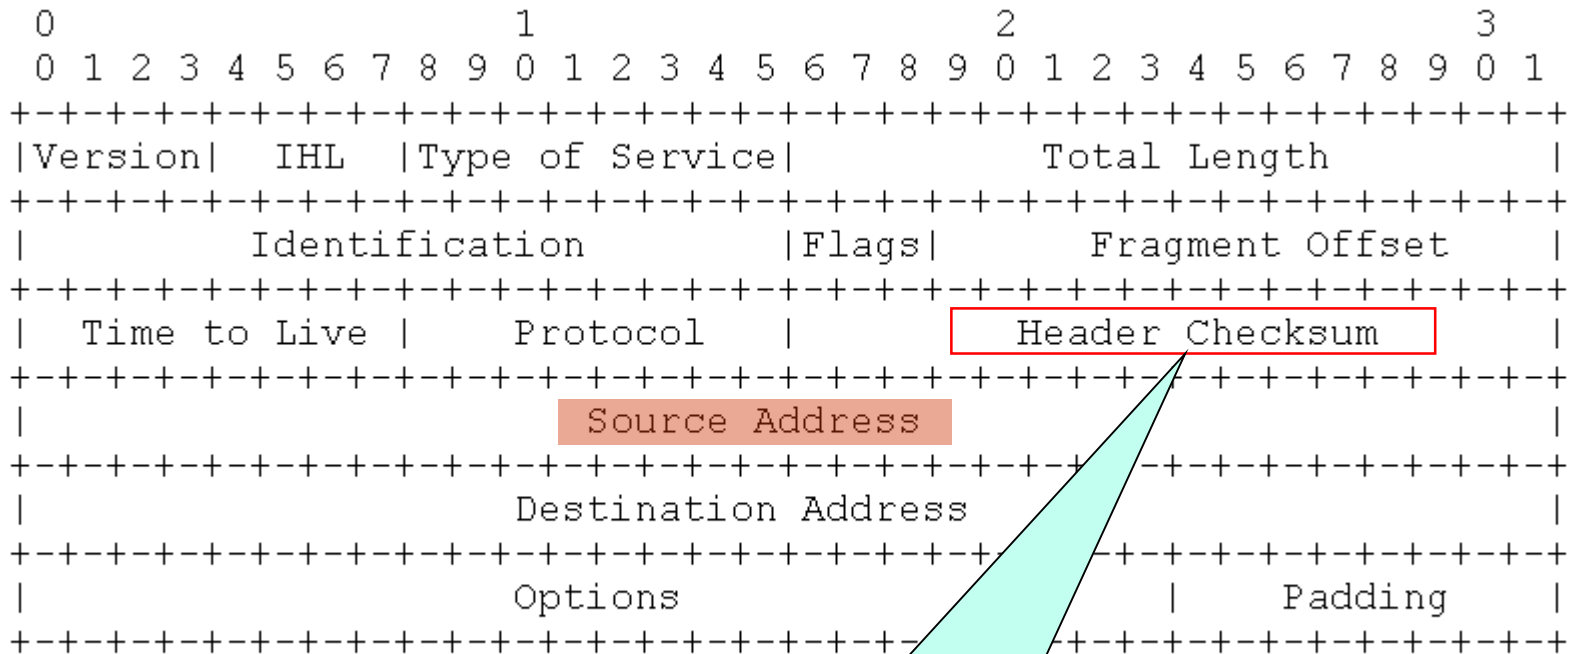 0                   1                   2                   3
0 1 2 3 4 5 6 7 8 9 0 1 2 3 4 5 6 7 8 9 0 1 2 3 4 5 6 7 8 9 0 1
+-+-+-+-+-+-+-+-+-+-+-+-+-+-+-+-+-+-+-+-+-+-+-+-+-+-+-+-+-+-+-+-+
|Version|  IHL  |Type of Service|          Total Length         |
+-+-+-+-+-+-+-+-+-+-+-+-+-+-+-+-+-+-+-+-+-+-+-+-+-+-+-+-+-+-+-+-+
|         Identification        |Flags|      Fragment Offset    |
+-+-+-+-+-+-+-+-+-+-+-+-+-+-+-+-+-+-+-+-+-+-+-+-+-+-+-+-+-+-+-+-+
|  Time to Live |    Protocol   |         Header Checksum       |
+-+-+-+-+-+-+-+-+-+-+-+-+-+-+-+-+-+-+-+-+-+-+-+-+-+-+-+-+-+-+-+-+
|                       Source Address                          |
+-+-+-+-+-+-+-+-+-+-+-+-+-+-+-+-+-+-+-+-+-+-+-+-+-+-+-+-+-+-+-+
|                    Destination Address                        |
+-+-+-+-+-+-+-+-+-+-+-+-+-+-+-+-+-+-+-+-+-+ -+-+-+-+-+-+-+-+-+
|                    Options                    |    Padding    |
+-+-+-+-+-+-+-+-+-+-+-+-+-+-+-+-+-+-+- +-+-+-+-+-+-+-+-+-+-+